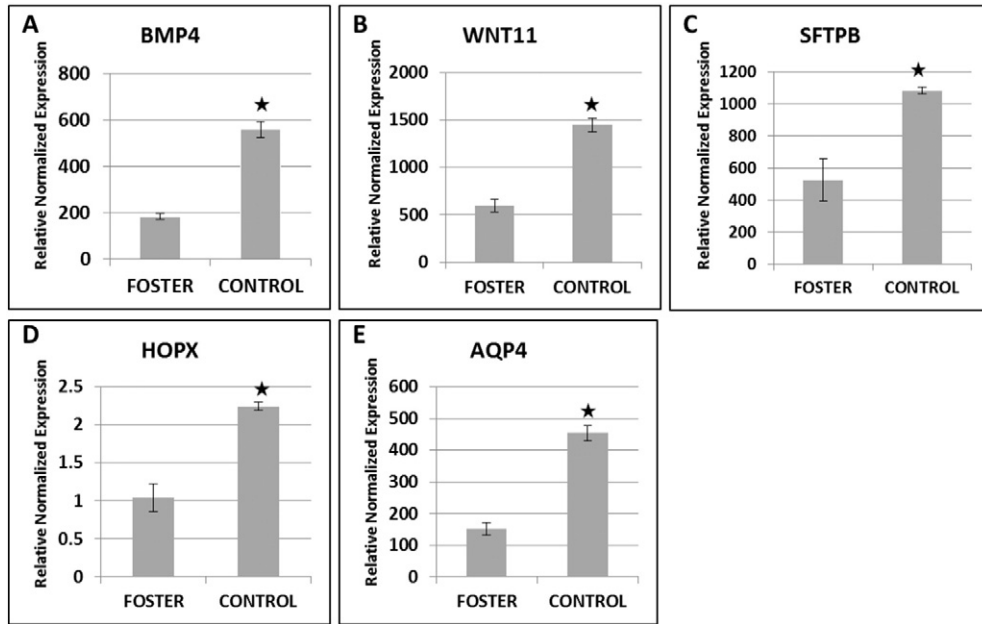 A
BMP4
Relative Normalized Expression
800
600
400
200
0
FOSTER CONTROL
B
WNT11
Relative Normalized Expression
2000
1500
1000
500
0
FOSTER CONTROL
C
SFTPB
Relative Normalized Expression
1200
1000
800
600
400
200
0
FOSTER CONTROL
D
HOPX
Relative Normalized Expression
2.5
2
1.5
1
0.5
0
FOSTER CONTROL
E
AQP4
Relative Normalized Expression
600
500
400
300
200
100
0
FOSTER CONTROL